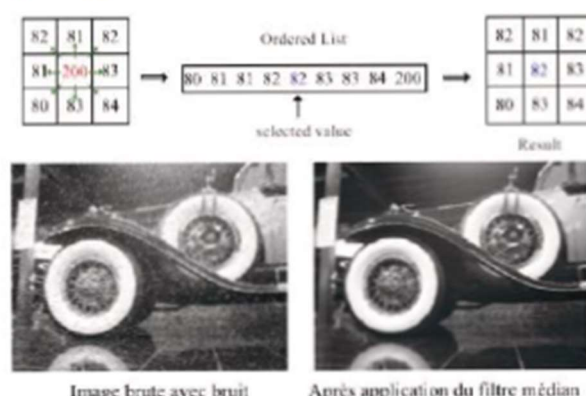 82 81 82
81 200 83
80 83 84
Ordered List
80 81 81 82 82 83 83 84 200
selected value
82 81 82
81 82 83
80 83 84
Result
Image brute avec bruit
Après application du filtre médian